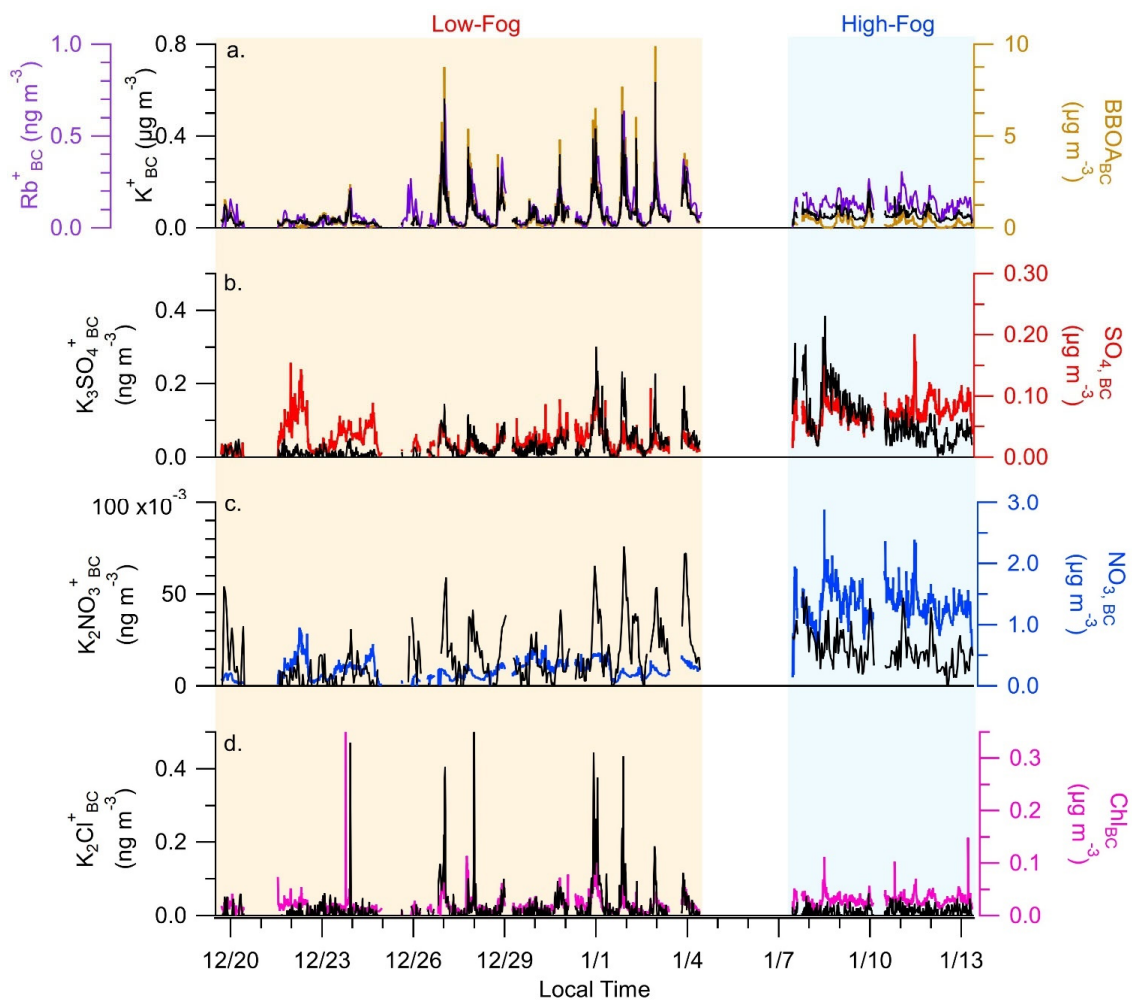 Low-Fog High-Fog
a.
Rb⁺BC (ng m⁻³)
1.0
0.5
0.0
K⁺BC (µg m⁻³)
0.8
0.4
0.0
BBOABC
(µg m⁻³)
10
5
0
b.
K₃SO₄⁺BC
(ng m⁻³)
0.4
0.2
0.0
SO₄, BC
(µg m⁻³)
0.30
0.20
0.10
0.00
c.
K₂NO₃⁺BC
(ng m⁻³)
100 x10⁻³
50
0
NO₃, BC
(µg m⁻³)
3.0
2.0
1.0
0.0
d.
K₂Cl⁺BC
(ng m⁻³)
0.4
0.2
0.0
ChlBC
(µg m⁻³)
0.3
0.2
0.1
0.0
12/20 12/23 12/26 12/29 1/1 1/4 1/7 1/10 1/13
Local Time